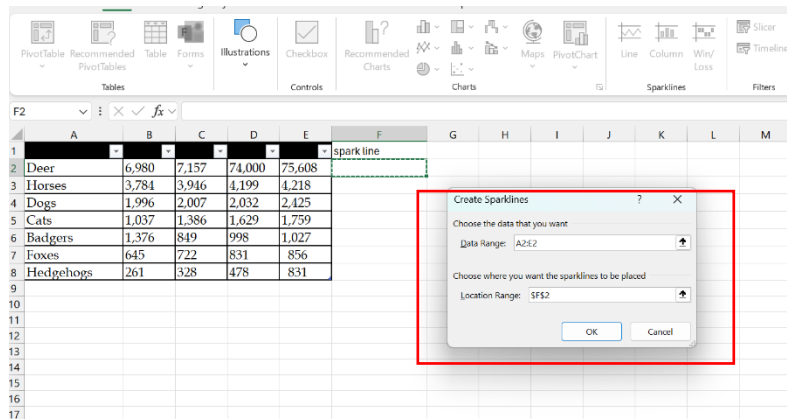 PivotTable Recommended PivotTables Table Forms Illustrations Checkbox Recommended Charts Maps PivotChart Line Column Win/Loss Slicer
Timeline
Tables Controls Charts Sparklines Filters
F2 fx
A B C D E F G H I J K L M
1 spark line
2 Deer 6,980 7,157 74,000 75,608
3 Horses 3,784 3,946 4,199 4,218
4 Dogs 1,996 2,007 2,032 2,425
5 Cats 1,037 1,386 1,629 1,759
6 Badgers 1,376 849 998 1,027
7 Foxes 645 722 831 856
8 Hedgehogs 261 328 478 831
9
10
11
12
13
14
15
16
17
Create Sparklines ? X
Choose the data that you want
Data Range: A2:E2
Choose where you want the sparklines to be placed
Location Range: $F$2
OK Cancel